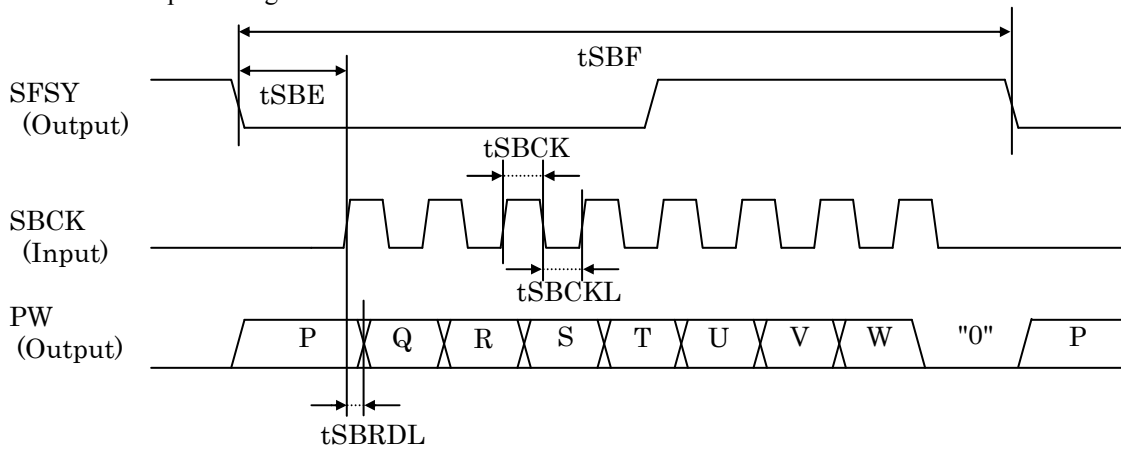 tSBF
SFSY
(Output)
tSBE
tSBCK
SBCK
(Input)
tSBCKL
PW
(Output)
P Q R S T U V W "0" P
tSBRDL